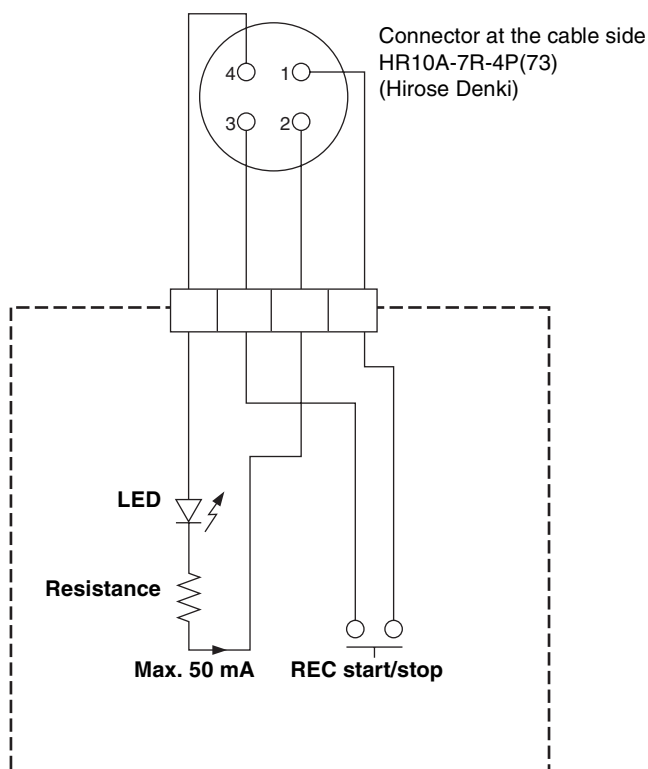 Connector at the cable side
HR10A-7R-4P(73)
(Hirose Denki)
4 1
3 2
LED
Resistance
Max. 50 mA REC start/stop